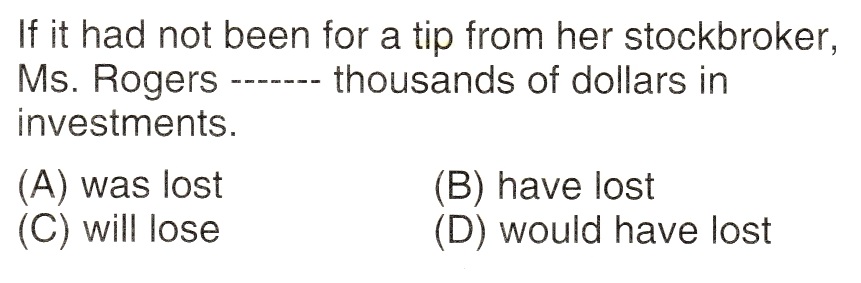 If it had not been for a tip from her stockbroker,
Ms. Rogers ------- thousands of dollars in
investments.
(A) was lost (B) have lost
(C) will lose (D) would have lost